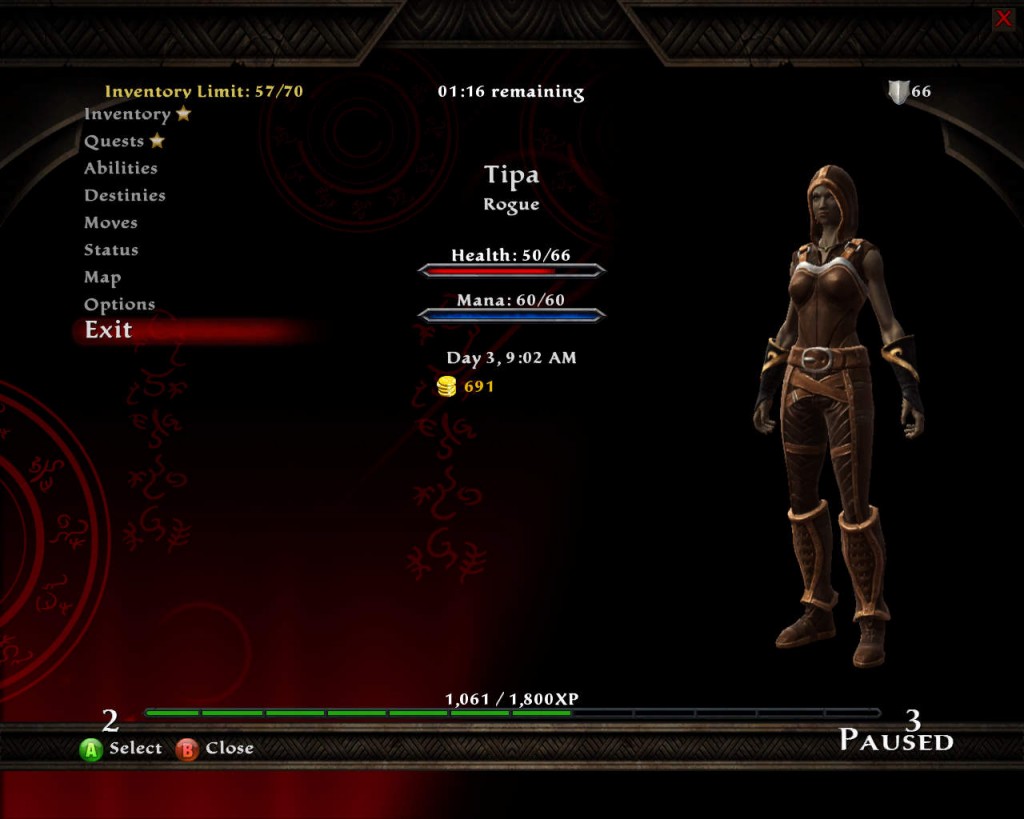 Inventory Limit: 57/70
01:16 remaining
66
Inventory
Quests
Abilities
Destinies
Moves
Status
Map
Options
Exit
Tipa
Rogue
Health: 50/66
Mana: 60/60
Day 3, 9:02 AM
691
1,061 / 1,800XP
2
3
A Select B Close
PAUSED